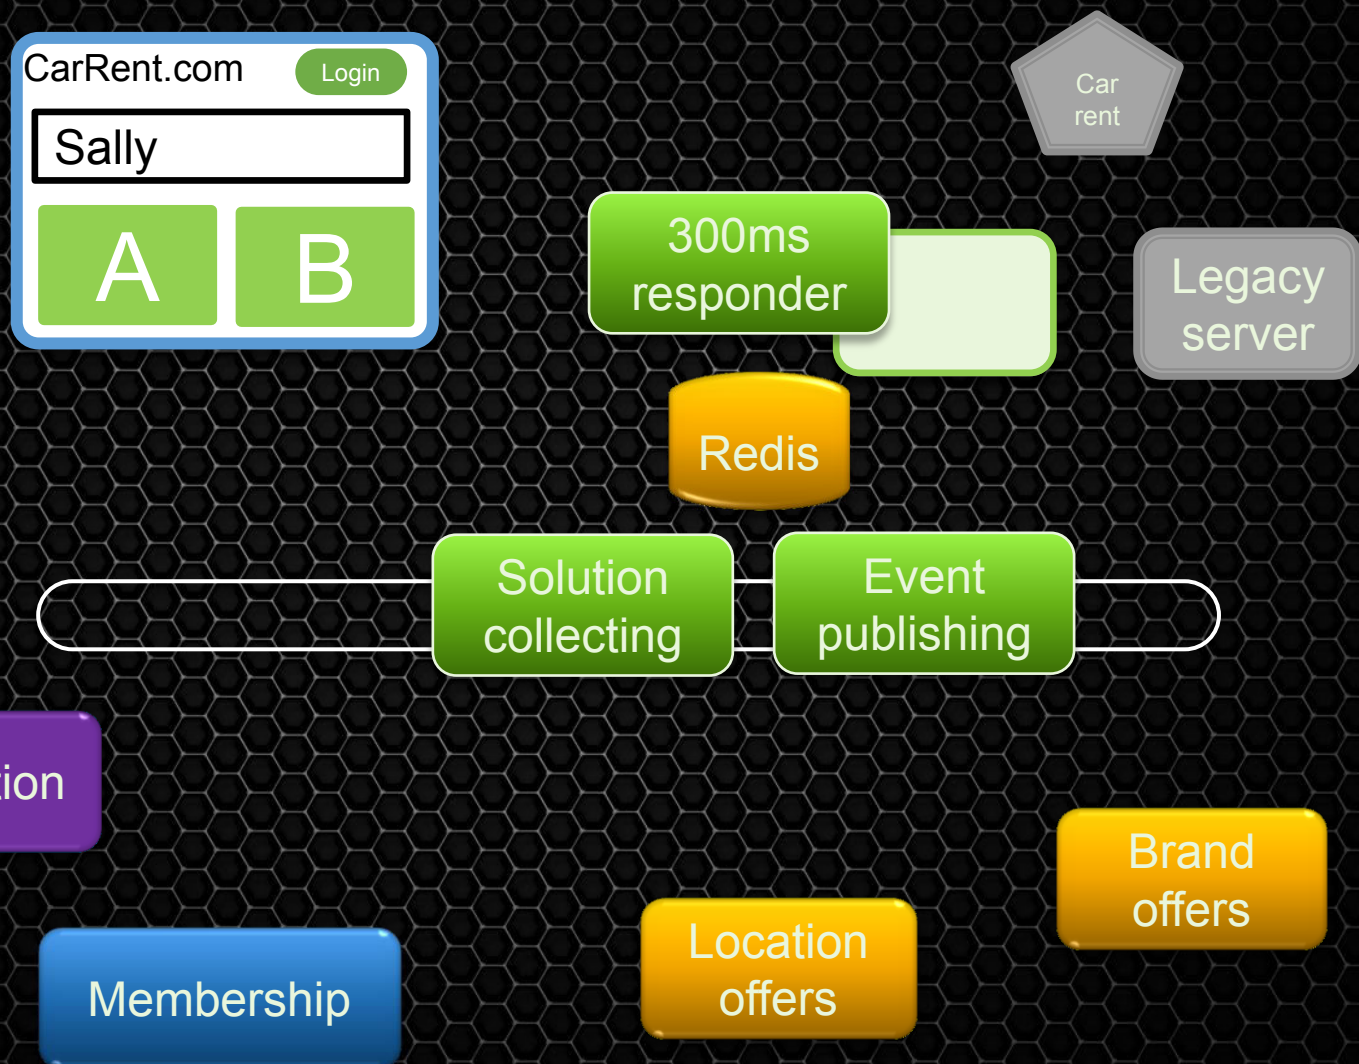 CarRent.com
Login
Sally
A
B
Car
rent
300ms
responder
Legacy
server
Redis
Solution
collecting
Event
publishing
tion
Brand
offers
Location
offers
Membership